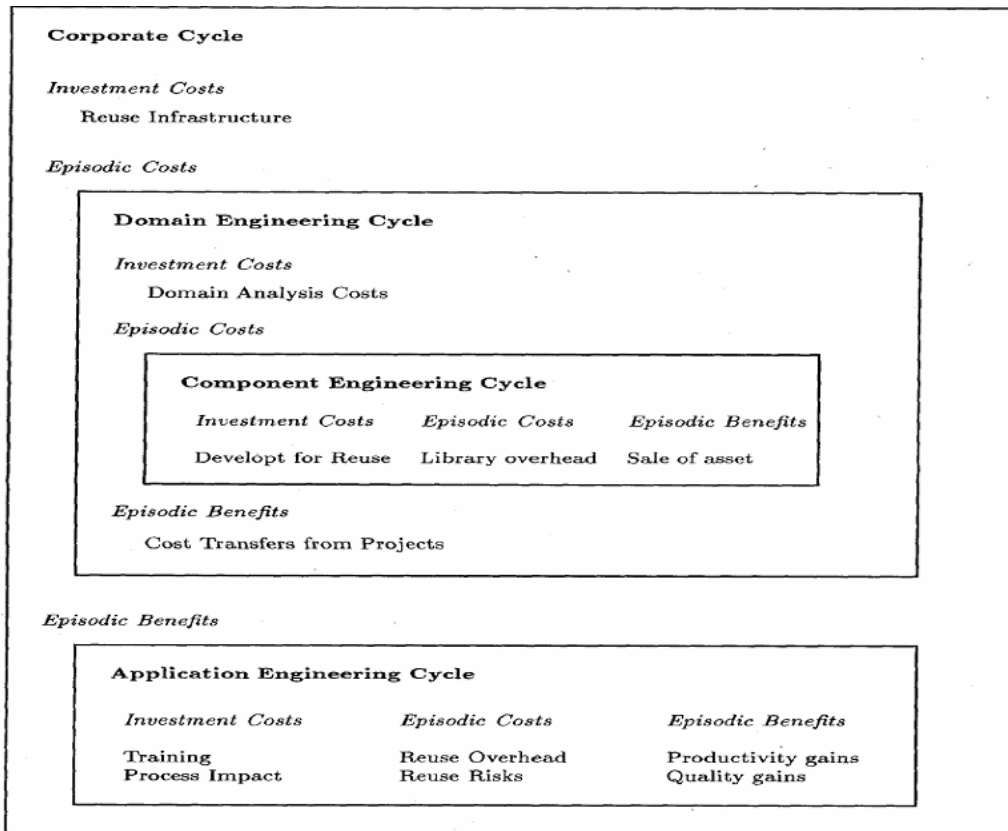 Corporate Cycle
Investment Costs
Reuse Infrastructure
Episodic Costs
Domain Engineering Cycle
Investment Costs
Domain Analysis Costs
Episodic Costs
Component Engineering Cycle
Investment Costs Episodic Costs Episodic Benefits
Developt for Reuse Library overhead Sale of asset
Episodic Benefits
Cost Transfers from Projects
Episodic Benefits
Application Engineering Cycle
Investment Costs Episodic Costs Episodic Benefits
Training Reuse Overhead Productivity gains
Process Impact Reuse Risks Quality gains